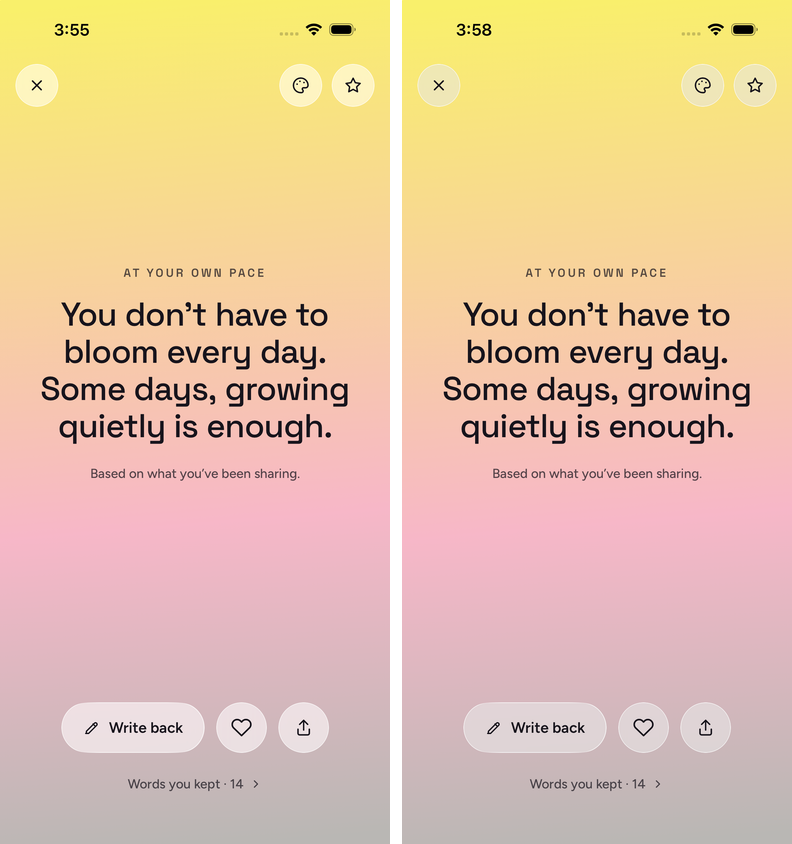 3:55
AT YOUR OWN PACE
You don’t have to
bloom every day.
Some days, growing
quietly is enough.
Based on what you’ve been sharing.
Write back
Words you kept · 14
3:58
AT YOUR OWN PACE
You don’t have to
bloom every day.
Some days, growing
quietly is enough.
Based on what you’ve been sharing.
Write back
Words you kept · 14